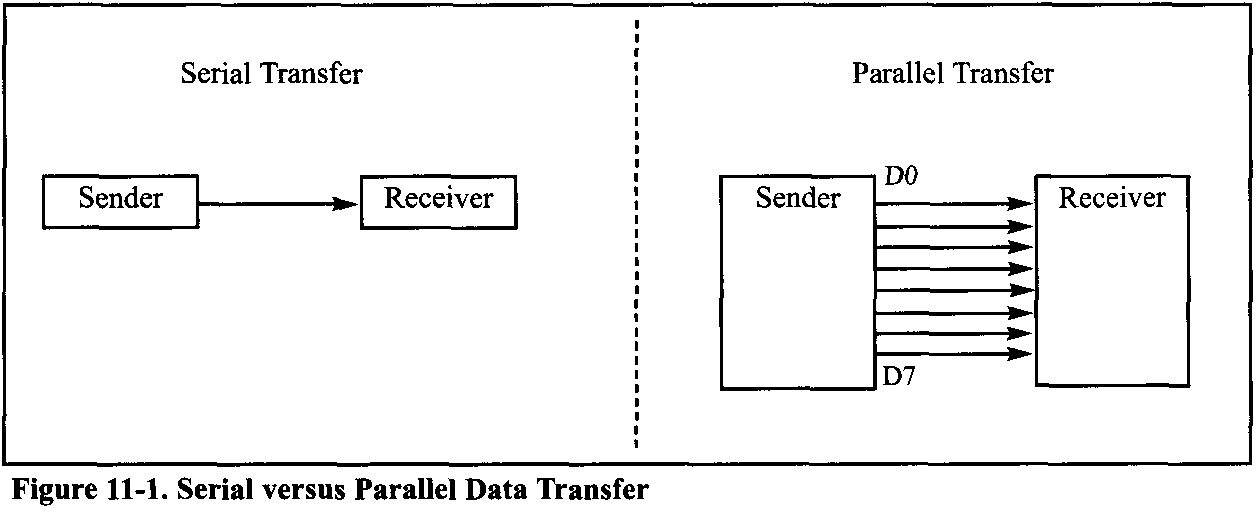 Serial Transfer
Parallel Transfer
Sender
Receiver
D0
Sender
Receiver
D7
Figure 11-1. Serial versus Parallel Data Transfer